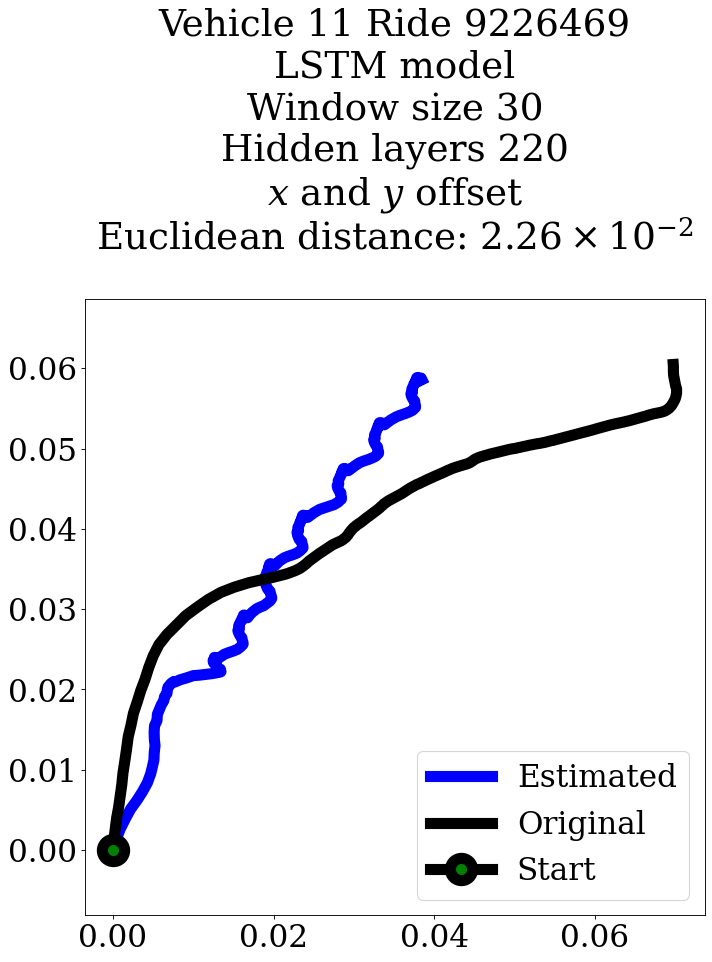 Vehicle 11 Ride 9226469
LSTM model
Window size 30
Hidden layers 220
x and y offset
Euclidean distance: 2.26 × 10⁻²
0.06
0.05
0.04
0.03
0.02
0.01
0.00
0.00 0.02 0.04 0.06
Estimated
Original
Start